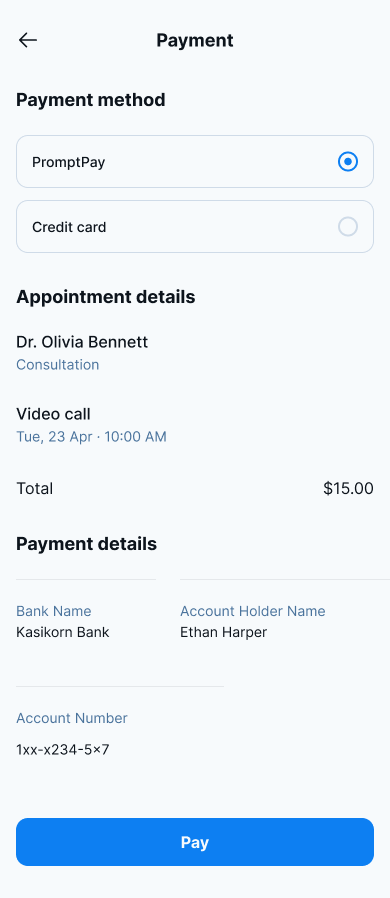 Payment
Payment method
PromptPay
Credit card
Appointment details
Dr. Olivia Bennett
Consultation
Video call
Tue, 23 Apr · 10:00 AM
Total $15.00
Payment details
Bank Name Account Holder Name
Kasikorn Bank Ethan Harper
Account Number
1xx-x234-5×7
Pay